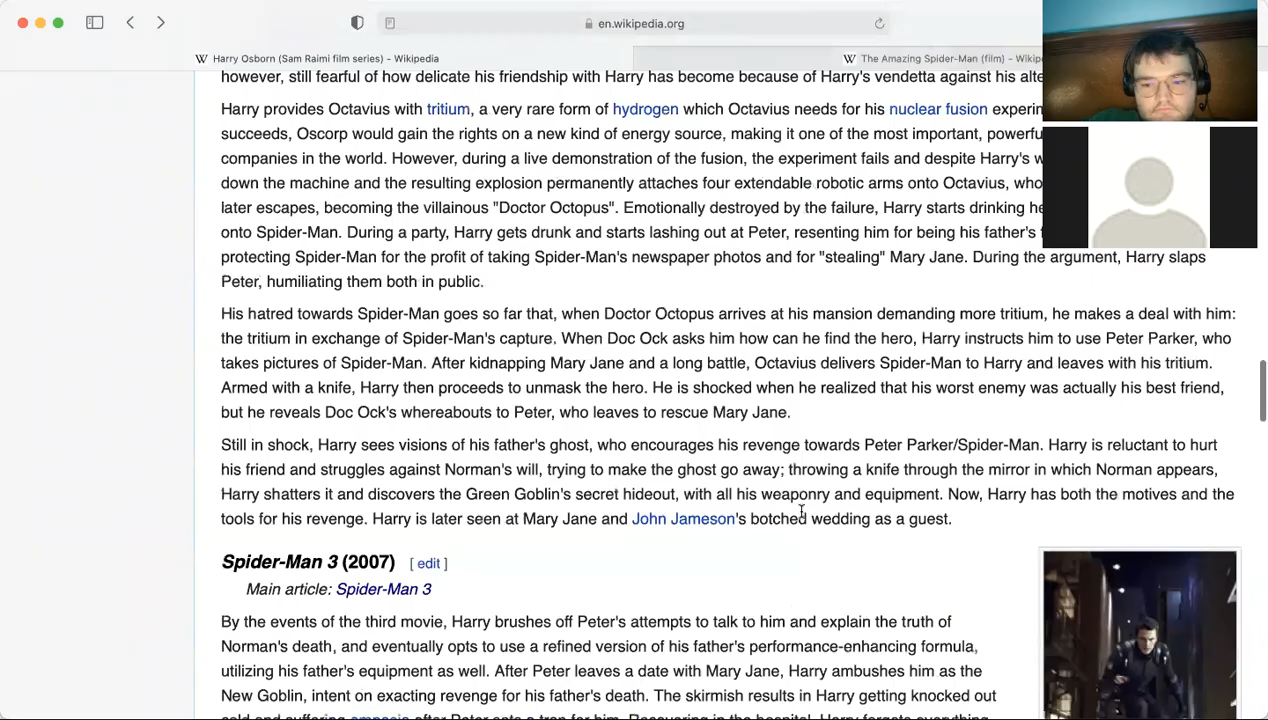 en.wikipedia.org
Harry Osborn (Sam Raimi film series) – Wikipedia
The Amazing Spider-Man (film) – Wikip
however, still fearful of how delicate his friendship with Harry has become because of Harry's vendetta against his alte
Harry provides Octavius with tritium, a very rare form of hydrogen which Octavius needs for his nuclear fusion experin
succeeds, Oscorp would gain the rights on a new kind of energy source, making it one of the most important, powerfu
companies in the world. However, during a live demonstration of the fusion, the experiment fails and despite Harry's w
down the machine and the resulting explosion permanently attaches four extendable robotic arms onto Octavius, who
later escapes, becoming the villainous "Doctor Octopus". Emotionally destroyed by the failure, Harry starts drinking he
onto Spider-Man. During a party, Harry gets drunk and starts lashing out at Peter, resenting him for being his father's
protecting Spider-Man for the profit of taking Spider-Man's newspaper photos and for "stealing" Mary Jane. During the argument, Harry slaps
Peter, humiliating them both in public.
His hatred towards Spider-Man goes so far that, when Doctor Octopus arrives at his mansion demanding more tritium, he makes a deal with him:
the tritium in exchange of Spider-Man's capture. When Doc Ock asks him how can he find the hero, Harry instructs him to use Peter Parker, who
takes pictures of Spider-Man. After kidnapping Mary Jane and a long battle, Octavius delivers Spider-Man to Harry and leaves with his tritium.
Armed with a knife, Harry then proceeds to unmask the hero. He is shocked when he realized that his worst enemy was actually his best friend,
but he reveals Doc Ock's whereabouts to Peter, who leaves to rescue Mary Jane.
Still in shock, Harry sees visions of his father's ghost, who encourages his revenge towards Peter Parker/Spider-Man. Harry is reluctant to hurt
his friend and struggles against Norman's will, trying to make the ghost go away; throwing a knife through the mirror in which Norman appears,
Harry shatters it and discovers the Green Goblin's secret hideout, with all his weaponry and equipment. Now, Harry has both the motives and the
tools for his revenge. Harry is later seen at Mary Jane and John Jameson's botched wedding as a guest.
Spider-Man 3 (2007) [ edit ]
Main article: Spider-Man 3
By the events of the third movie, Harry brushes off Peter's attempts to talk to him and explain the truth of
Norman's death, and eventually opts to use a refined version of his father's performance-enhancing formula,
utilizing his father's equipment as well. After Peter leaves a date with Mary Jane, Harry ambushes him as the
New Goblin, intent on exacting revenge for his father's death. The skirmish results in Harry getting knocked out
and suffering amnesia after Peter sets a trap for him. Recovering in the hospital, Harry forgets everything